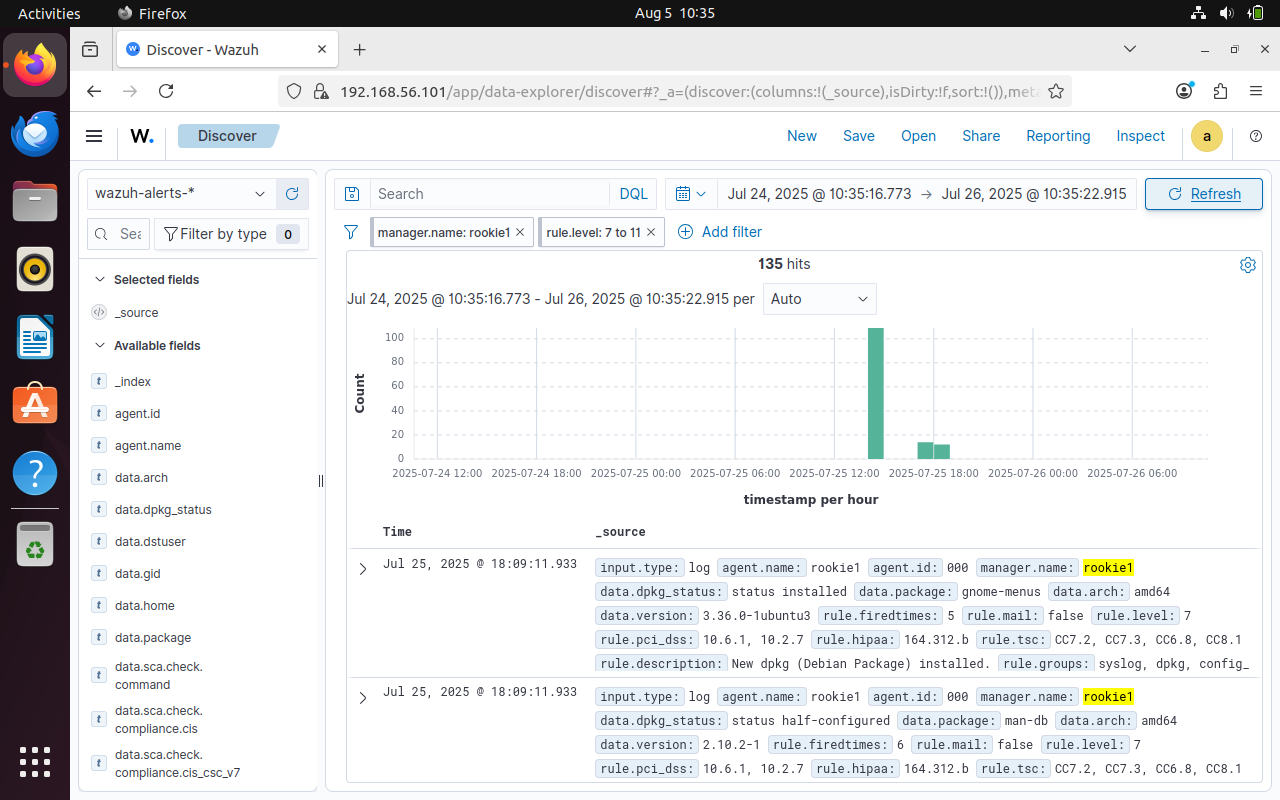 Activities Firefox Aug 5 10:35
Discover - Wazuh
192.168.56.101/app/data-explorer/discover#?_a=(discover:(columns:!(_source),isDirty:!f,sort:!()),meta
W. Discover New Save Open Share Reporting Inspect a
wazuh-alerts-*
Search DQL Jul 24, 2025 @ 10:35:16.773 → Jul 26, 2025 @ 10:35:22.915 Refresh
Sea Filter by type 0
manager.name: rookie1 × rule.level: 7 to 11 × Add filter
Selected fields
_source
Available fields
t _index
t agent.id
t agent.name
t data.arch
t data.dpkg_status
t data.dstuser
t data.gid
t data.home
t data.package
t data.sca.check.
command
t data.sca.check.
compliance.cis
t data.sca.check.
compliance.cis_csc_v7
135 hits
Jul 24, 2025 @ 10:35:16.773 - Jul 26, 2025 @ 10:35:22.915 per Auto
Count
100
80
60
40
20
0
2025-07-24 12:00 2025-07-24 18:00 2025-07-25 00:00 2025-07-25 06:00 2025-07-25 12:00 2025-07-25 18:00 2025-07-26 00:00 2025-07-26 06:00
timestamp per hour
Time _source
Jul 25, 2025 @ 18:09:11.933 input.type: log agent.name: rookie1 agent.id: 000 manager.name: rookie1
data.dpkg_status: status installed data.package: gnome-menus data.arch: amd64
data.version: 3.36.0-1ubuntu3 rule.firedtimes: 5 rule.mail: false rule.level: 7
rule.pci_dss: 10.6.1, 10.2.7 rule.hipaa: 164.312.b rule.tsc: CC7.2, CC7.3, CC6.8, CC8.1
rule.description: New dpkg (Debian Package) installed. rule.groups: syslog, dpkg, config_
Jul 25, 2025 @ 18:09:11.933 input.type: log agent.name: rookie1 agent.id: 000 manager.name: rookie1
data.dpkg_status: status half-configured data.package: man-db data.arch: amd64
data.version: 2.10.2-1 rule.firedtimes: 6 rule.mail: false rule.level: 7
rule.pci_dss: 10.6.1, 10.2.7 rule.hipaa: 164.312.b rule.tsc: CC7.2, CC7.3, CC6.8, CC8.1